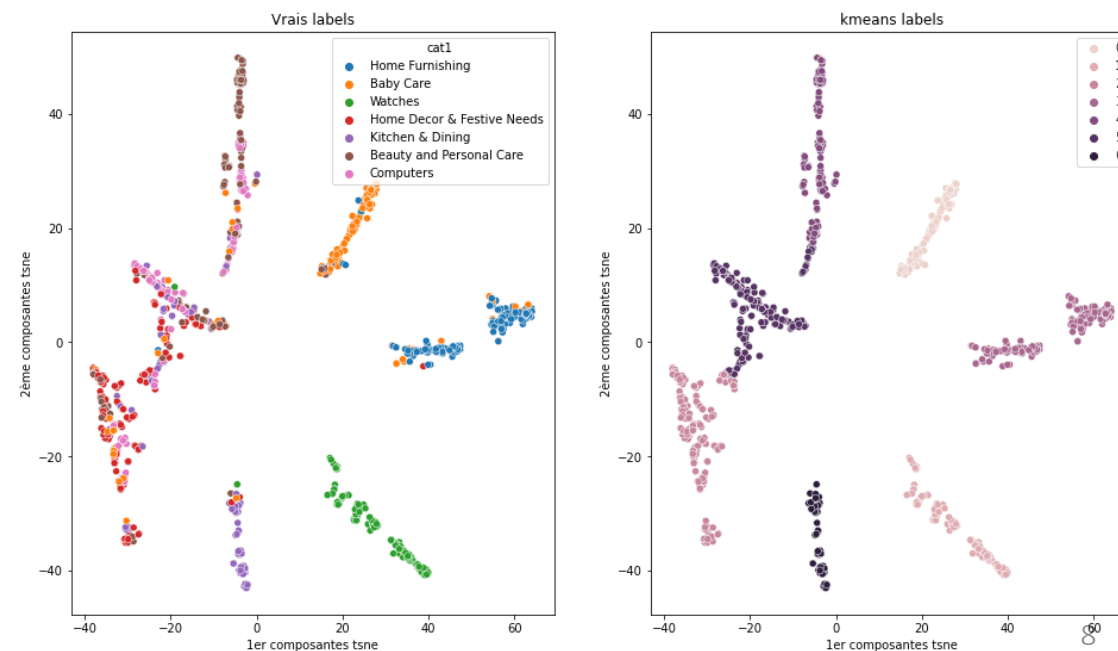 Vrais labels
cat1
Home Furnishing
Baby Care
Watches
Home Decor & Festive Needs
Kitchen & Dining
Beauty and Personal Care
Computers
2ème composantes tsne
40
20
0
−20
−40
−40
−20
0
20
40
60
1er composantes tsne
kmeans labels
2ème composantes tsne
40
20
0
−20
−40
−40
−20
0
20
40
60
1er composantes tsne
8